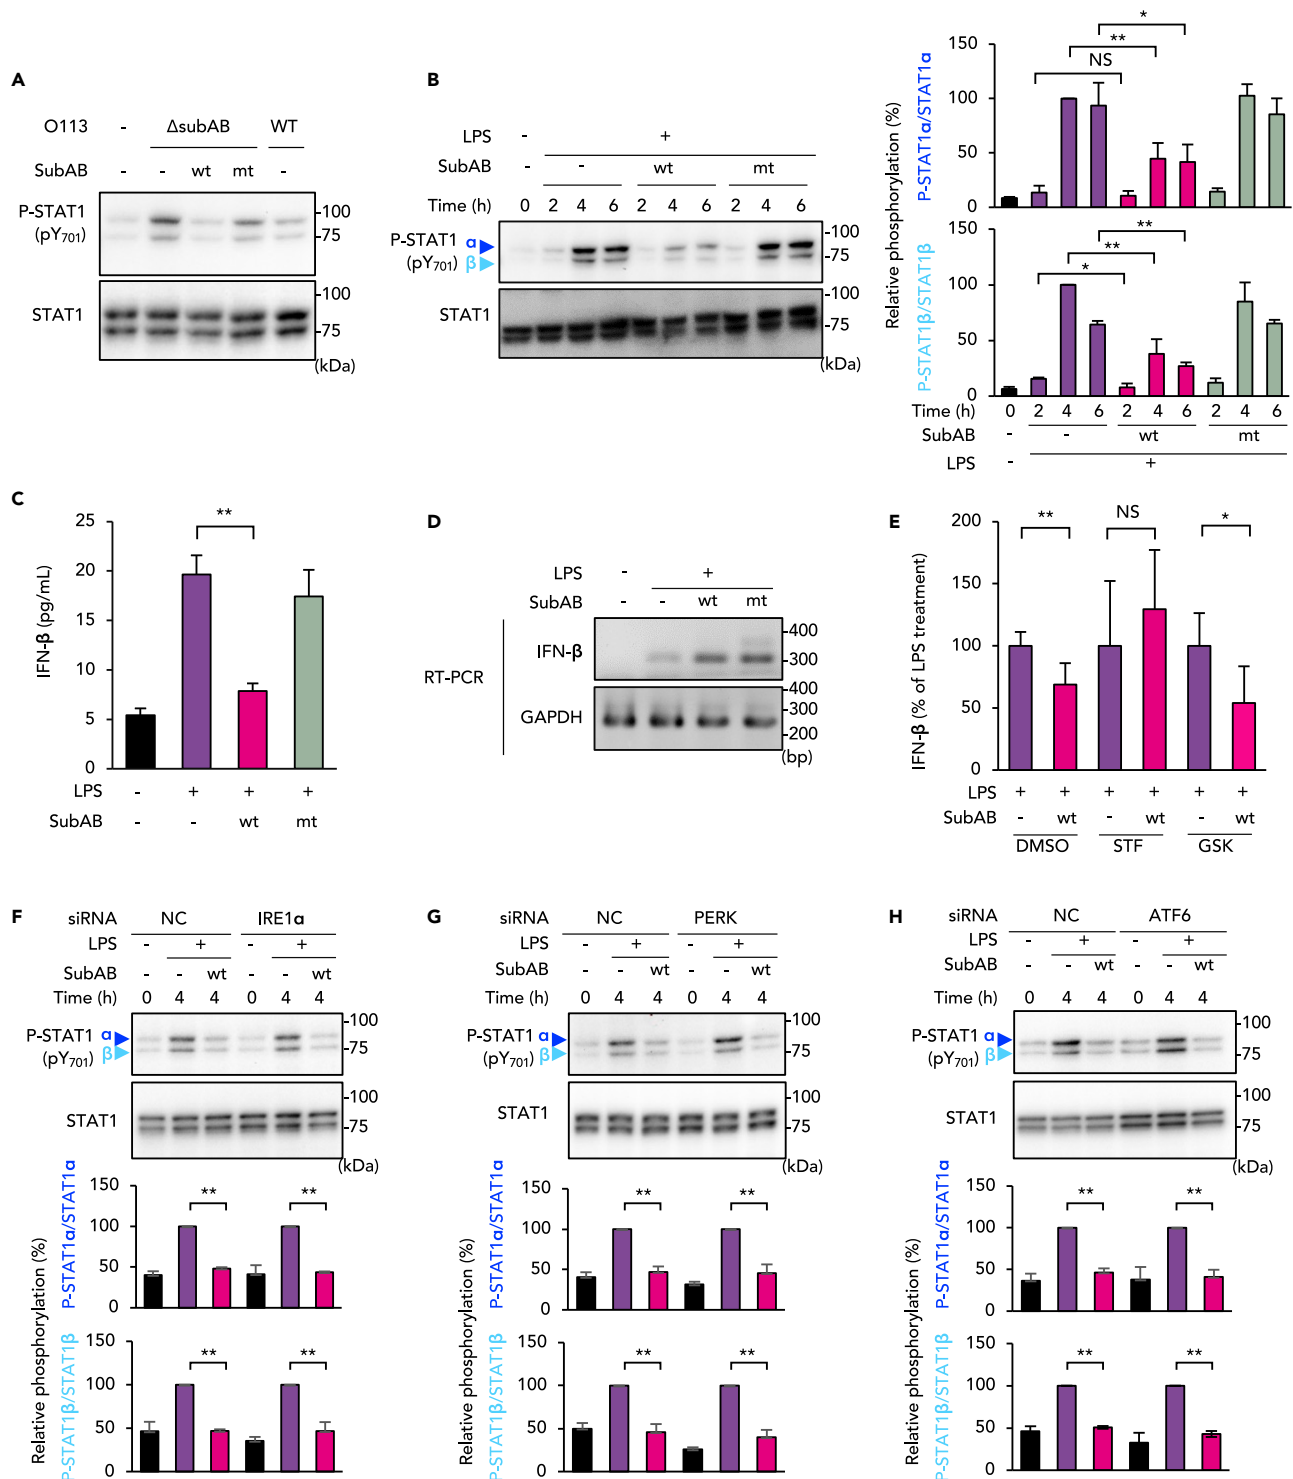 A
O113 - ΔsubAB WT
SubAB - - wt mt -
P-STAT1
(pY701)
-100
-75
STAT1
-100
-75
(kDa)
B
LPS - +
SubAB - - wt mt
Time (h) 0 2 4 6 2 4 6 2 4 6
P-STAT1 α
(pY701) β
-100
-75
STAT1
-100
-75
(kDa)
Relative phosphorylation (%)
P-STAT1α/STAT1α
150
100
50
0
NS
**
*
P-STAT1β/STAT1β
150
100
50
0
*
**
**
Time (h) 0 2 4 6 2 4 6 2 4 6
SubAB - - wt mt
LPS - +
C
IFN-β (pg/mL)
25
20
15
10
5
0
**
LPS - + + +
SubAB - - wt mt
D
LPS - +
SubAB - - wt mt
RT-PCR
IFN-β
-400
-300
GAPDH
-400
-300
-200
(bp)
E
IFN-β (% of LPS treatment)
200
150
100
50
0
**
NS
*
LPS + + + + + +
SubAB - wt - wt - wt
DMSO STF GSK
F
siRNA NC IRE1α
LPS - + - +
SubAB - - wt - - wt
Time (h) 0 4 4 0 4 4
P-STAT1 α
(pY701) β
-100
-75
STAT1
-100
-75
(kDa)
Relative phosphorylation (%)
P-STAT1α/STAT1α
150
100
50
0
**
**
P-STAT1β/STAT1β
150
100
50
0
**
**
G
siRNA NC PERK
LPS - + - +
SubAB - - wt - - wt
Time (h) 0 4 4 0 4 4
P-STAT1 α
(pY701) β
-100
-75
STAT1
-100
-75
(kDa)
Relative phosphorylation (%)
P-STAT1α/STAT1α
150
100
50
0
**
**
P-STAT1β/STAT1β
150
100
50
0
**
**
H
siRNA NC ATF6
LPS - + - +
SubAB - - wt - - wt
Time (h) 0 4 4 0 4 4
P-STAT1 α
(pY701) β
-100
-75
STAT1
-100
-75
(kDa)
Relative phosphorylation (%)
P-STAT1α/STAT1α
150
100
50
0
**
**
P-STAT1β/STAT1β
150
100
50
0
**
**